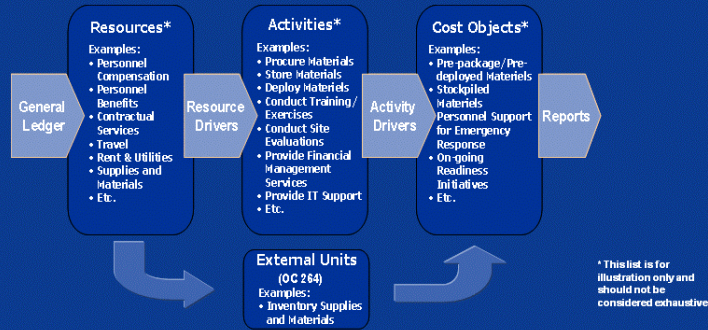 General
Ledger
Resources*
Examples:
• Personnel
Compensation
• Personnel
Benefits
• Contractual
Services
• Travel
• Rent & Utilities
• Supplies and
Materials
• Etc.
Resource
Drivers
Activities*
Examples:
• Procure Materials
• Store Materials
• Deploy Materiels
• Conduct Training/
Exercises
• Conduct Site
Evaluations
• Provide Financial
Management
Services
• Provide IT Support
• Etc.
Activity
Drivers
Cost Objects*
Examples:
• Pre-package/Pre-
deployed Materiels
• Stockpiled
Materials
• Personnel Support
for Emergency
Response
• On-going
Readiness
Initiatives
• Etc.
Reports
External Units
(OC 264)
Examples:
• Inventory Supplies
and Materials
* This list is for
illustration only and
should not be
considered exhaustive